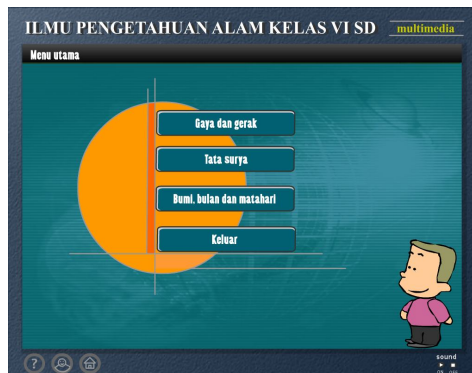 ILMU PENGETAHUAN ALAM KELAS VI SD multimedia
Menu utama
Gaya dan gerak
Tata surya
Bumi, bulan dan matahari
Keluar
?
sound